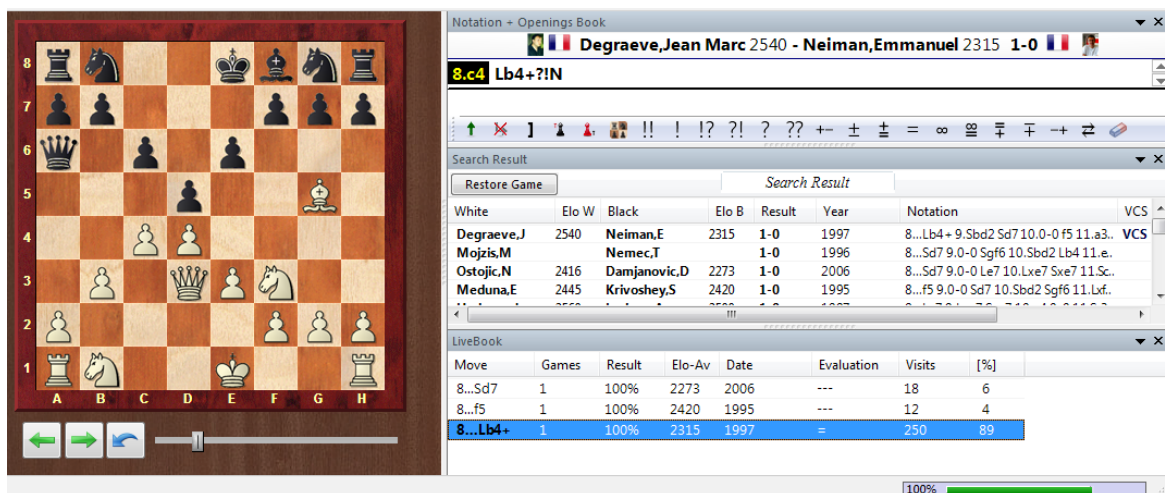 Notation + Openings Book
Degraeve,Jean Marc 2540 - Neiman,Emmanuel 2315 1-0
8.c4 Lb4+?!N
!! ! !? ?! ? ?? +− ± ⩲ = ∞ ⩱ ∓ −+ ⇄
Search Result
Restore Game Search Result
White Elo W Black Elo B Result Year Notation VCS
Degraeve,J 2540 Neiman,E 2315 1-0 1997 8...Lb4+ 9.Sbd2 Sd7 10.0-0 f5 11.a3.. VCS
Mojzis,M Nemec,T 1-0 1996 8...Sd7 9.0-0 Sgf6 10.Sbd2 Lb4 11.e..
Ostojic,N 2416 Damjanovic,D 2273 1-0 2006 8...Sd7 9.0-0 Le7 10.Lxe7 Sxe7 11.Sc..
Meduna,E 2445 Krivoshey,S 2420 1-0 1995 8...f5 9.0-0 Sd7 10.Sbd2 Sgf6 11.Lxf..
LiveBook
Move Games Result Elo-Av Date Evaluation Visits [%]
8...Sd7 1 100% 2273 2006 --- 18 6
8...f5 1 100% 2420 1995 --- 12 4
8...Lb4+ 1 100% 2315 1997 = 250 89
8
7
6
5
4
3
2
1
A B C D E F G H
100%